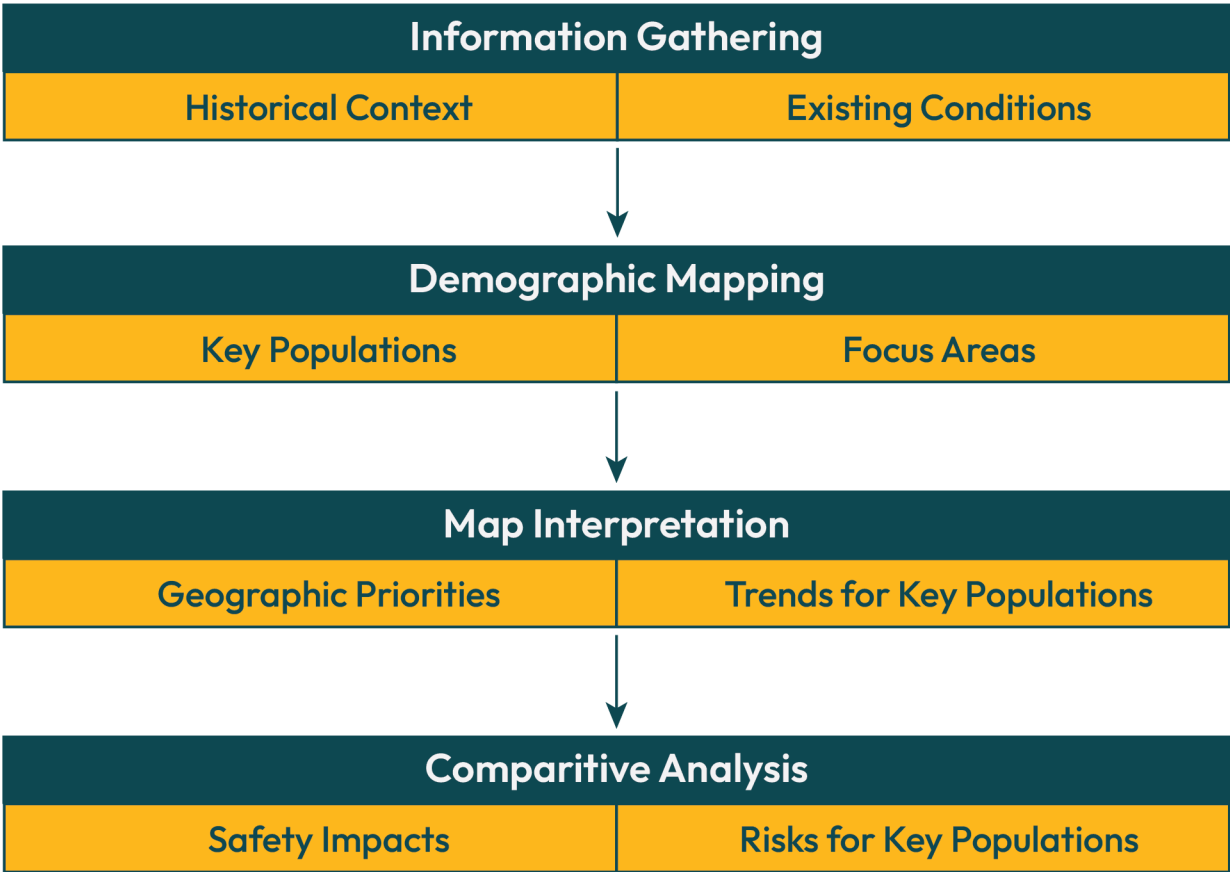 Information Gathering
Historical Context
Existing Conditions
Demographic Mapping
Key Populations
Focus Areas
Map Interpretation
Geographic Priorities
Trends for Key Populations
Comparitive Analysis
Safety Impacts
Risks for Key Populations